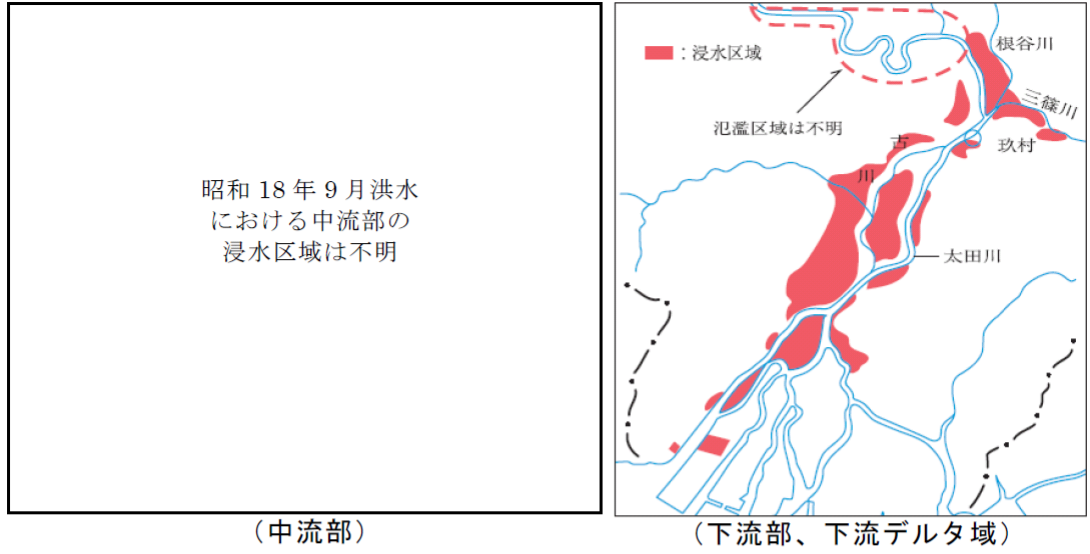 昭和 18 年 9 月洪水
における中流部の
浸水区域は不明
(中流部)
:浸水区域
根谷川
三篠川
氾濫区域は不明
玖村
古川
太田川
(下流部、下流デルタ域)